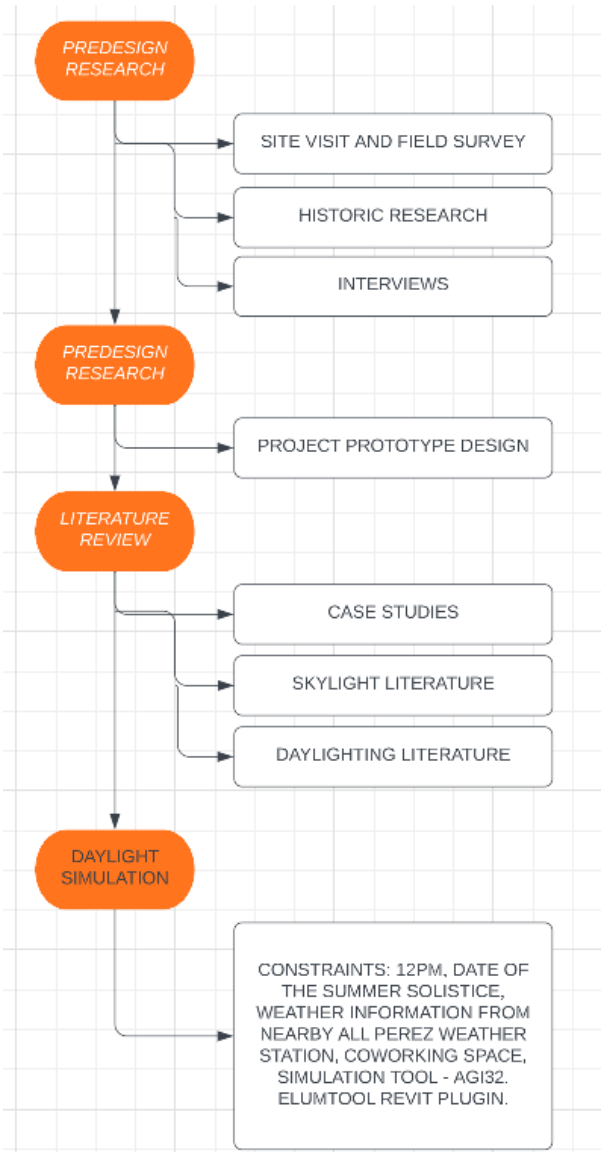 PREDESIGN
RESEARCH
SITE VISIT AND FIELD SURVEY
HISTORIC RESEARCH
INTERVIEWS
PREDESIGN
RESEARCH
PROJECT PROTOTYPE DESIGN
LITERATURE
REVIEW
CASE STUDIES
SKYLIGHT LITERATURE
DAYLIGHTING LITERATURE
DAYLIGHT
SIMULATION
CONSTRAINTS: 12PM, DATE OF
THE SUMMER SOLISTICE,
WEATHER INFORMATION FROM
NEARBY ALL PEREZ WEATHER
STATION, COWORKING SPACE,
SIMULATION TOOL - AGI32.
ELUMTOOL REVIT PLUGIN.